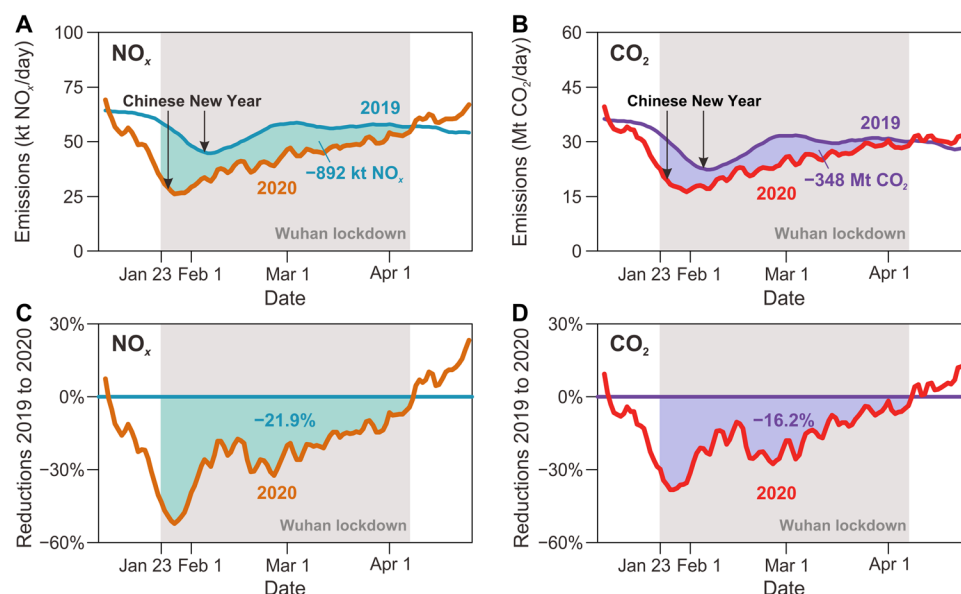 A
NOx
Emissions (kt NOx/day)
100
75
50
25
0
Chinese New Year
2019
−892 kt NOx
2020
Wuhan lockdown
Jan 23 Feb 1 Mar 1 Apr 1
Date
B
CO2
Emissions (Mt CO2/day)
60
45
30
15
0
Chinese New Year
2019
−348 Mt CO2
2020
Wuhan lockdown
Jan 23 Feb 1 Mar 1 Apr 1
Date
C
NOx
Reductions 2019 to 2020
30%
0%
−30%
−60%
−21.9%
2020
Wuhan lockdown
Jan 23 Feb 1 Mar 1 Apr 1
Date
D
CO2
Reductions 2019 to 2020
30%
0%
−30%
−60%
−16.2%
2020
Wuhan lockdown
Jan 23 Feb 1 Mar 1 Apr 1
Date